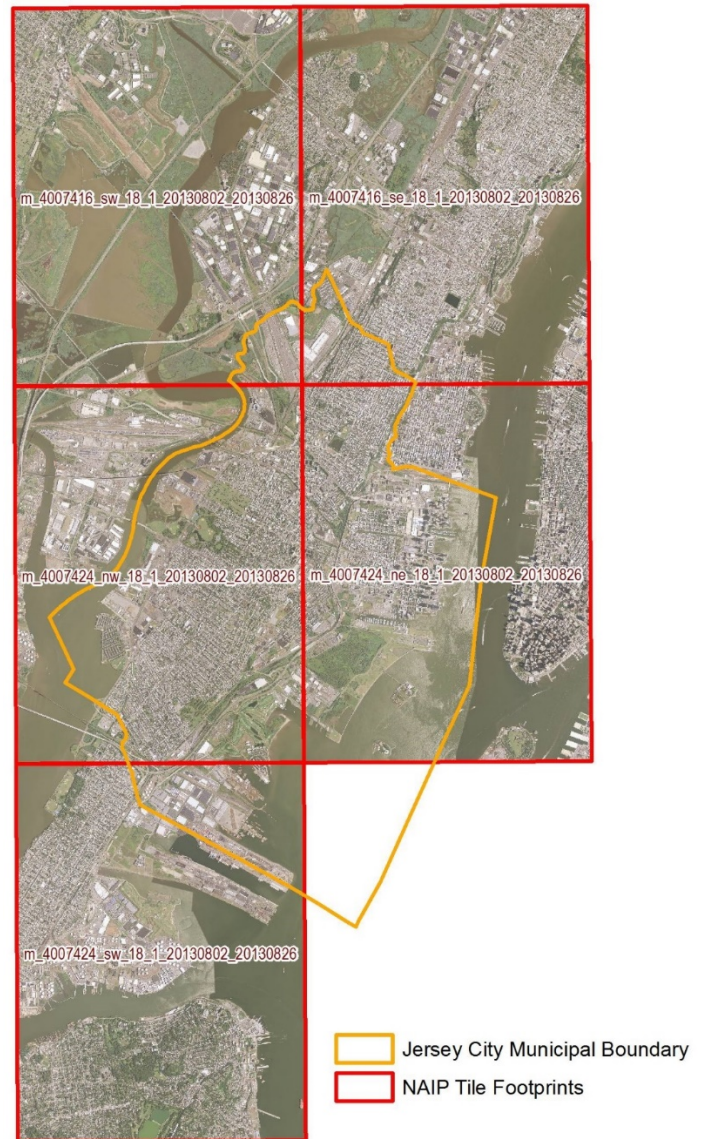 m_4007416_sw_18_1_20130802_20130826
m_4007416_se_18_1_20130802_20130826
m_4007424_nw_18_1_20130802_20130826
m_4007424_ne_18_1_20130802_20130826
m_4007424_sw_18_1_20130802_20130826
Jersey City Municipal Boundary
NAIP Tile Footprints